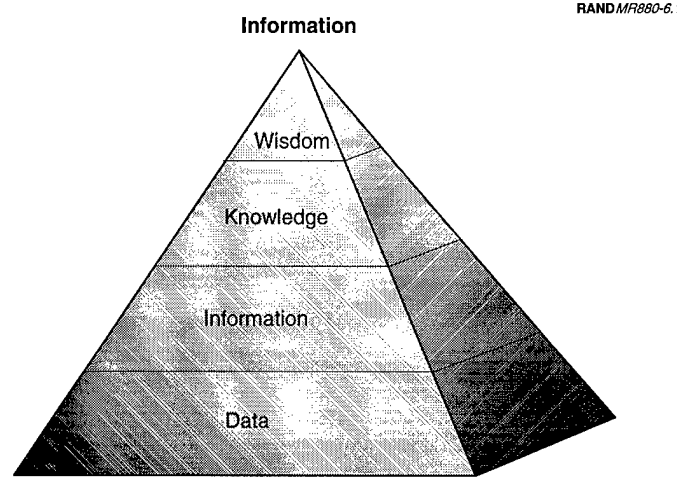 RAND MR880-6.
Information
Wisdom
Knowledge
Information
Data